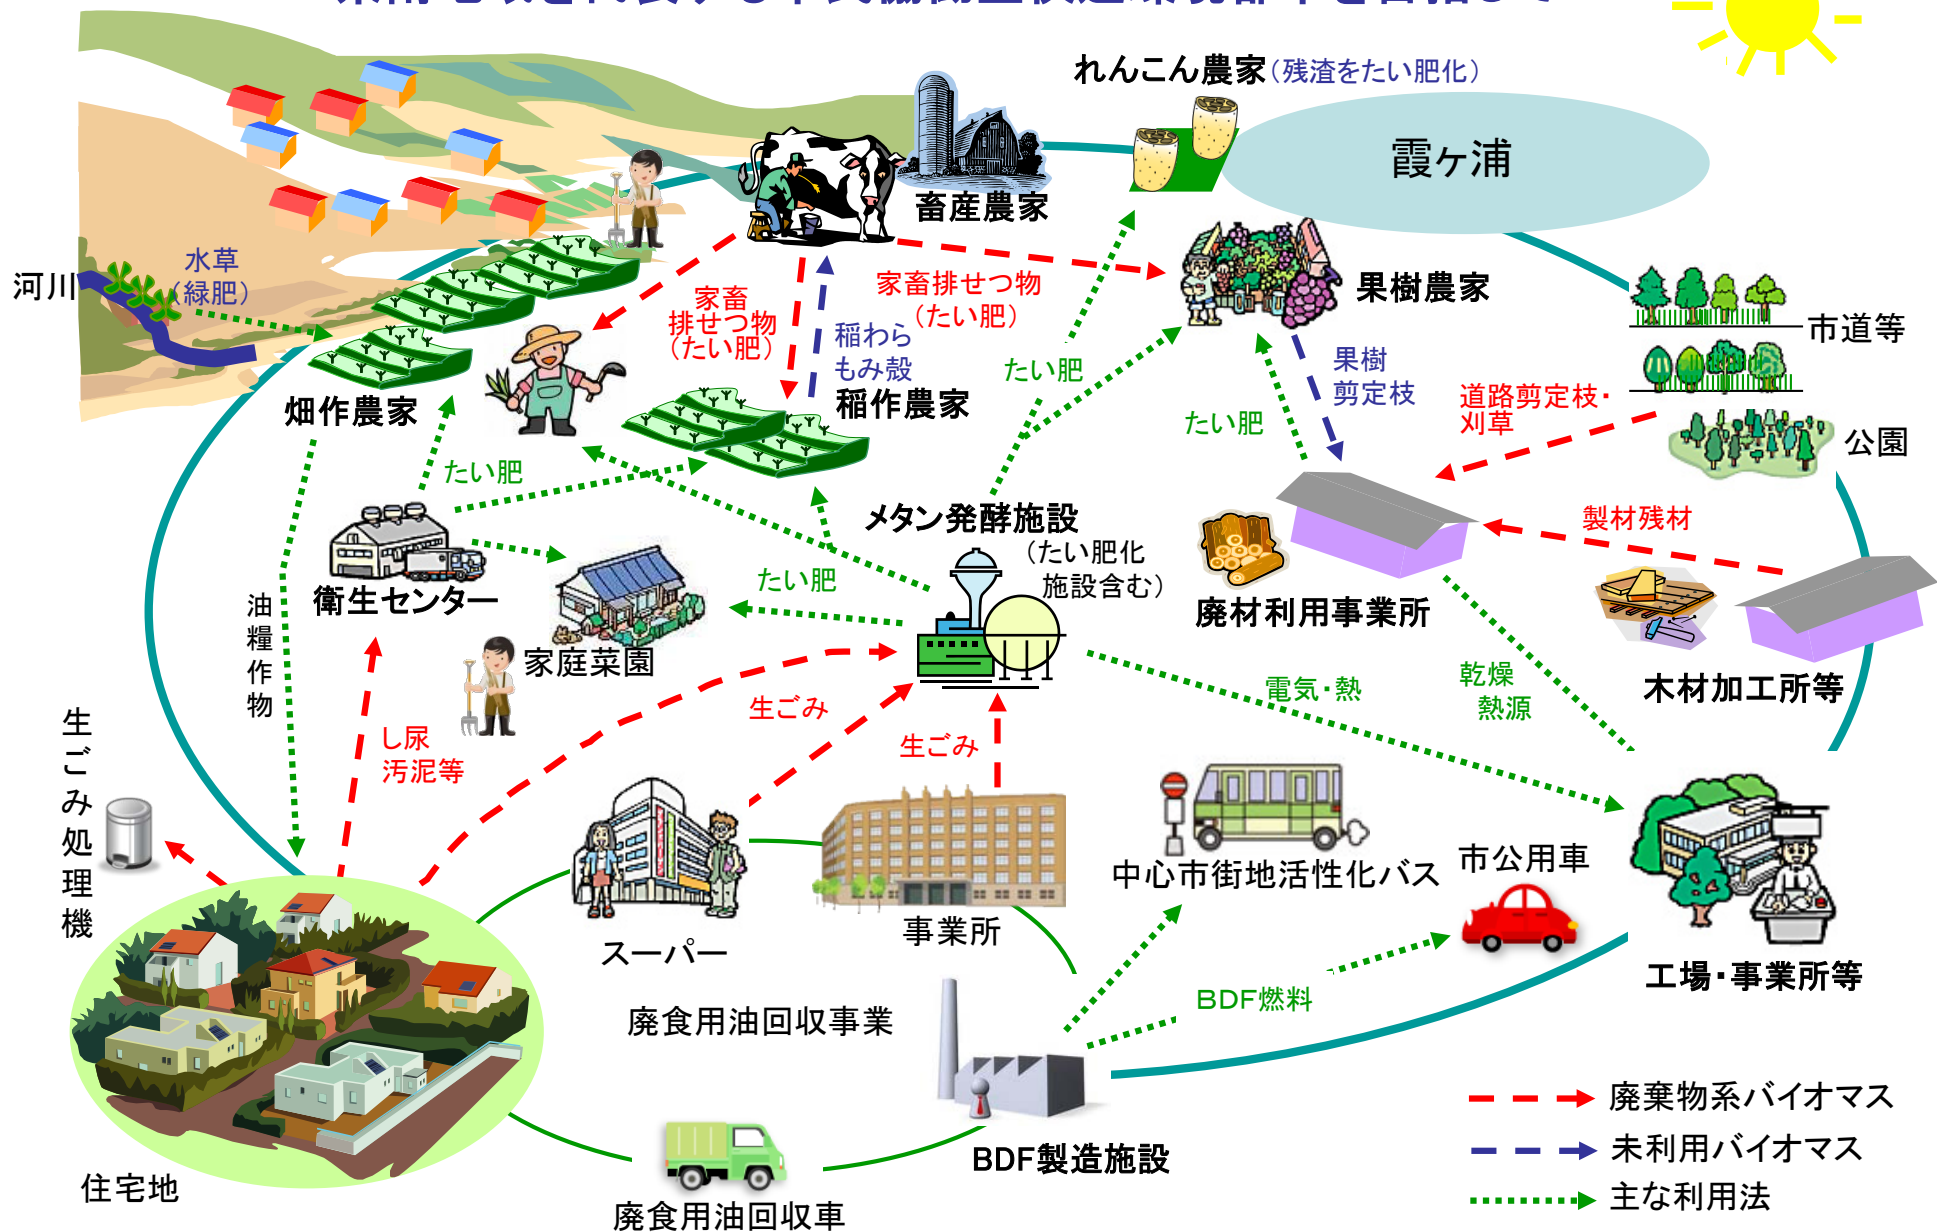 れんこん農家(残渣をたい肥化)
霞ヶ浦
畜産農家
河川
水草
(緑肥)
家畜
排せつ物
(たい肥)
家畜排せつ物
(たい肥)
稲わら
もみ殻
果樹農家
市道等
たい肥
果樹
剪定枝
道路剪定枝・
刈草
公園
畑作農家
稲作農家
たい肥
たい肥
メタン発酵施設
(たい肥化
施設含む)
製材残材
衛生センター
たい肥
廃材利用事業所
油糧作物
家庭菜園
木材加工所等
電気・熱
乾燥
熱源
し尿
汚泥等
生ごみ
生ごみ
生ごみ処理機
中心市街地活性化バス
市公用車
スーパー
事業所
工場・事業所等
廃食用油回収事業
BDF燃料
BDF製造施設
住宅地
廃食用油回収車
廃棄物系バイオマス
未利用バイオマス
主な利用法